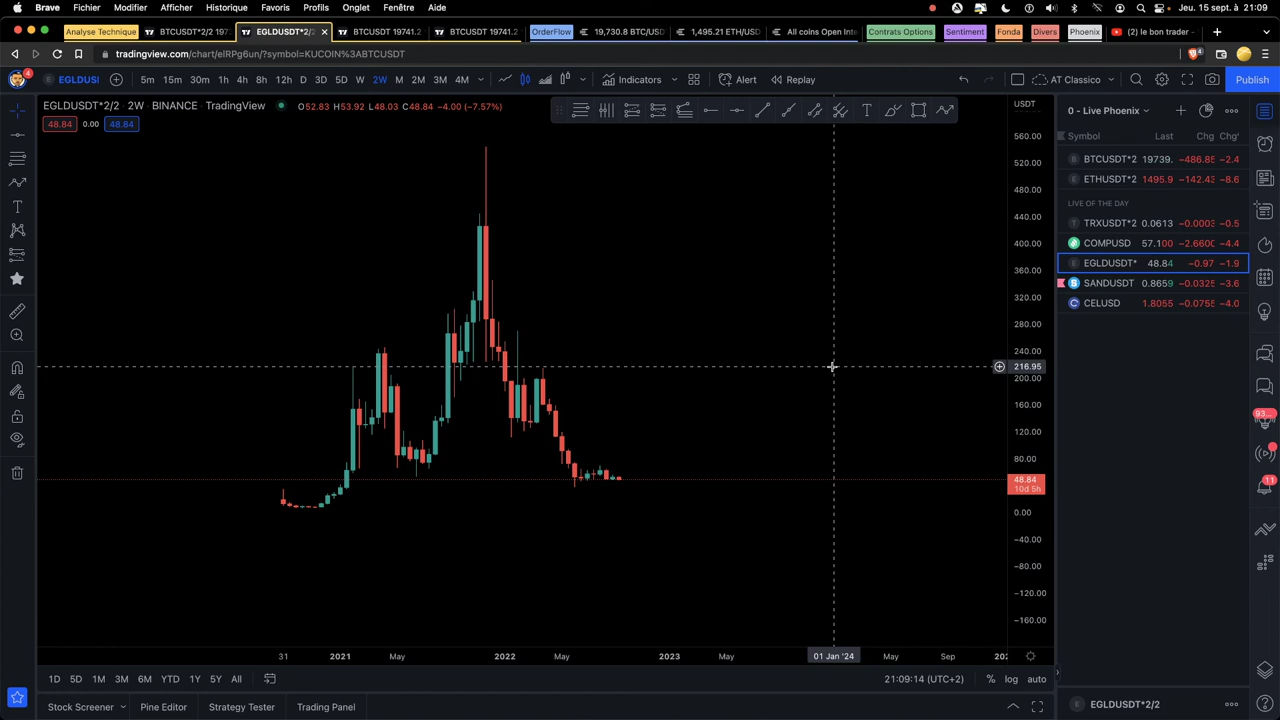 Brave Fichier Modifier Afficher Historique Favoris Profils Onglet Fenêtre Aide Jeu. 15 sept. à 21:09
Analyse Technique BTCUSDT*2/2 197 EGLDUSDT*2/ BTCUSDT 19741.2 BTCUSDT 19741.2 OrderFlow 19,730.8 BTC/USD 1,496.21 ETH/USD All coins Open Inte Contrats Options Sentiment Fonda Divers Phoenix (2) le bon trader -
tradingview.com/chart/eIRPg6un/?symbol=KUCOIN%3ABTCUSDT
4 EGLDUSI 5m 15m 30m 1h 4h 8h 12h D 3D 5D W 2W M 2M 3M 4M Indicators Alert Replay AT Classico Publish
EGLDUSDT*2/2 · 2W · BINANCE · TradingView O52.83 H53.92 L48.03 C48.84 −4.00 (−7.57%) USDT
48.84 0.00 48.84
560.00
520.00
480.00
440.00
400.00
360.00
320.00
280.00
240.00
216.95
200.00
160.00
120.00
80.00
48.84
10d 5h
0.00
−40.00
−80.00
−120.00
−160.00
31 2021 May 2022 May 2023 May 01 Jan '24 May Sep
1D 5D 1M 3M 6M YTD 1Y 5Y All 21:09:14 (UTC+2) % log auto
Stock Screener Pine Editor Strategy Tester Trading Panel
0 - Live Phoenix
Symbol Last Chg Chg
BTCUSDT*2 19739. −486.85 −2.4
ETHUSDT*2 1495.9 −142.43 −8.6
LIVE OF THE DAY
TRXUSDT*2 0.0613 −0.0003 −0.5
COMPUSD 57.100 −2.6600 −4.4
EGLDUSDT* 48.84 −0.97 −1.9
SANDUSDT 0.8659 −0.0325 −3.6
CELUSD 1.8055 −0.0755 −4.0
EGLDUSDT*2/2
93
11